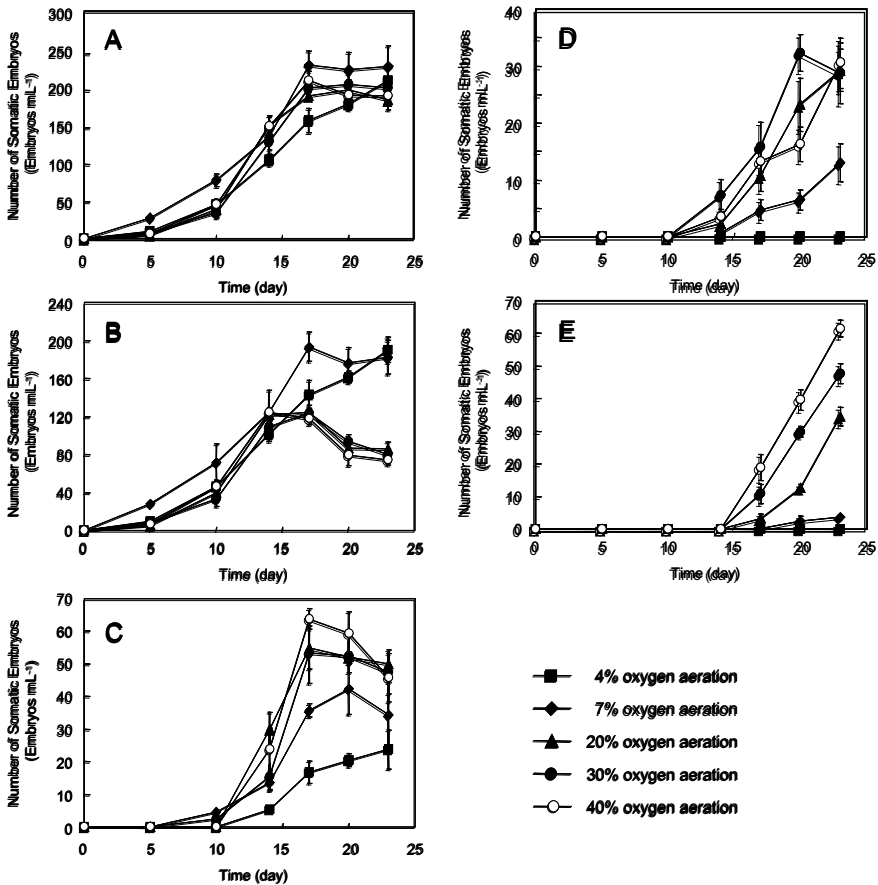 A
300
250
200
150
100
50
0
Number of Somatic Embryos
(Embryos mL⁻¹)
0 5 10 15 20 25
Time (day)
B
240
200
160
120
80
40
0
Number of Somatic Embryos
(Embryos mL⁻¹)
0 5 10 15 20 25
Time (day)
C
70
60
50
40
30
20
10
0
Number of Somatic Embryos
(Embryos mL⁻¹)
0 5 10 15 20 25
Time (day)
D
40
30
20
10
0
Number of Somatic Embryos
(Embryos mL⁻¹)
0 5 10 15 20 25
Time (day)
E
70
60
50
40
30
20
10
0
Number of Somatic Embryos
(Embryos mL⁻¹)
0 5 10 15 20 25
Time (day)
4% oxygen aeration
7% oxygen aeration
20% oxygen aeration
30% oxygen aeration
40% oxygen aeration